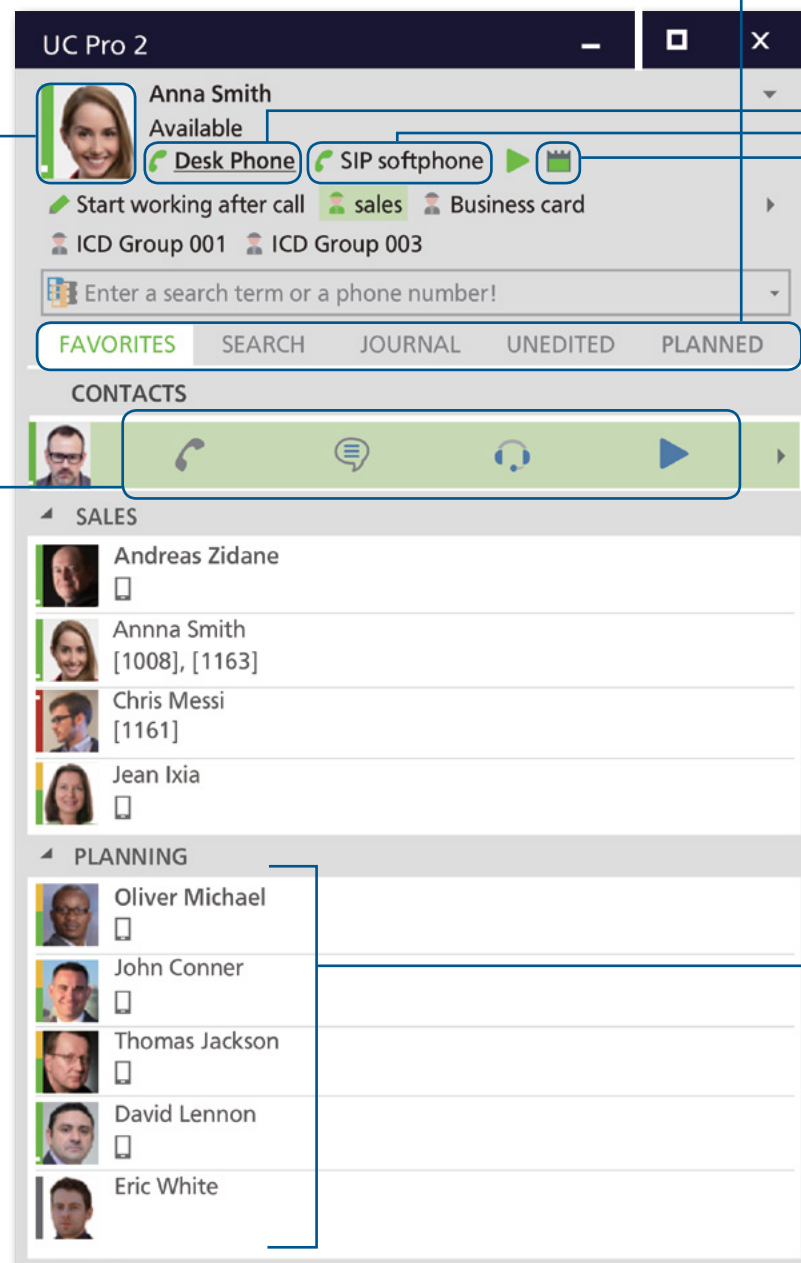 UC Pro 2
Anna Smith
Available
Desk Phone SIP softphone
Start working after call sales Business card
ICD Group 001 ICD Group 003
Enter a search term or a phone number!
FAVORITES SEARCH JOURNAL UNEDITED PLANNED
CONTACTS
SALES
Andreas Zidane
Annna Smith
[1008], [1163]
Chris Messi
[1161]
Jean Ixia
PLANNING
Oliver Michael
John Conner
Thomas Jackson
David Lennon
Eric White